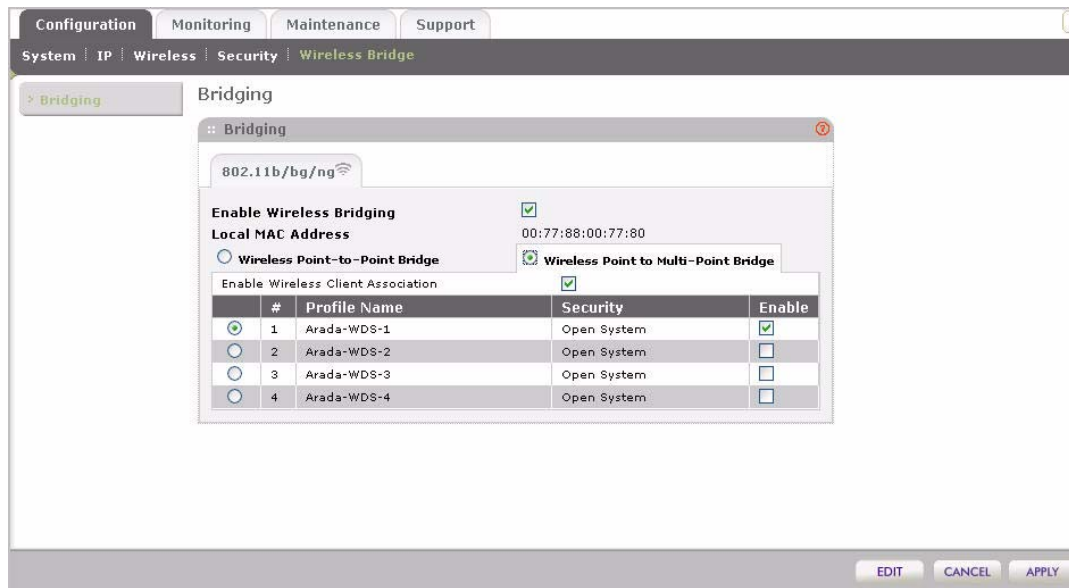 Configuration Monitoring Maintenance Support
System IP Wireless Security Wireless Bridge
> Bridging
Bridging
:: Bridging ?
802.11b/bg/ng
Enable Wireless Bridging
Local MAC Address 00:77:88:00:77:80
Wireless Point-to-Point Bridge Wireless Point to Multi-Point Bridge
Enable Wireless Client Association
# Profile Name Security Enable
1 Arada-WDS-1 Open System
2 Arada-WDS-2 Open System
3 Arada-WDS-3 Open System
4 Arada-WDS-4 Open System
EDIT CANCEL APPLY